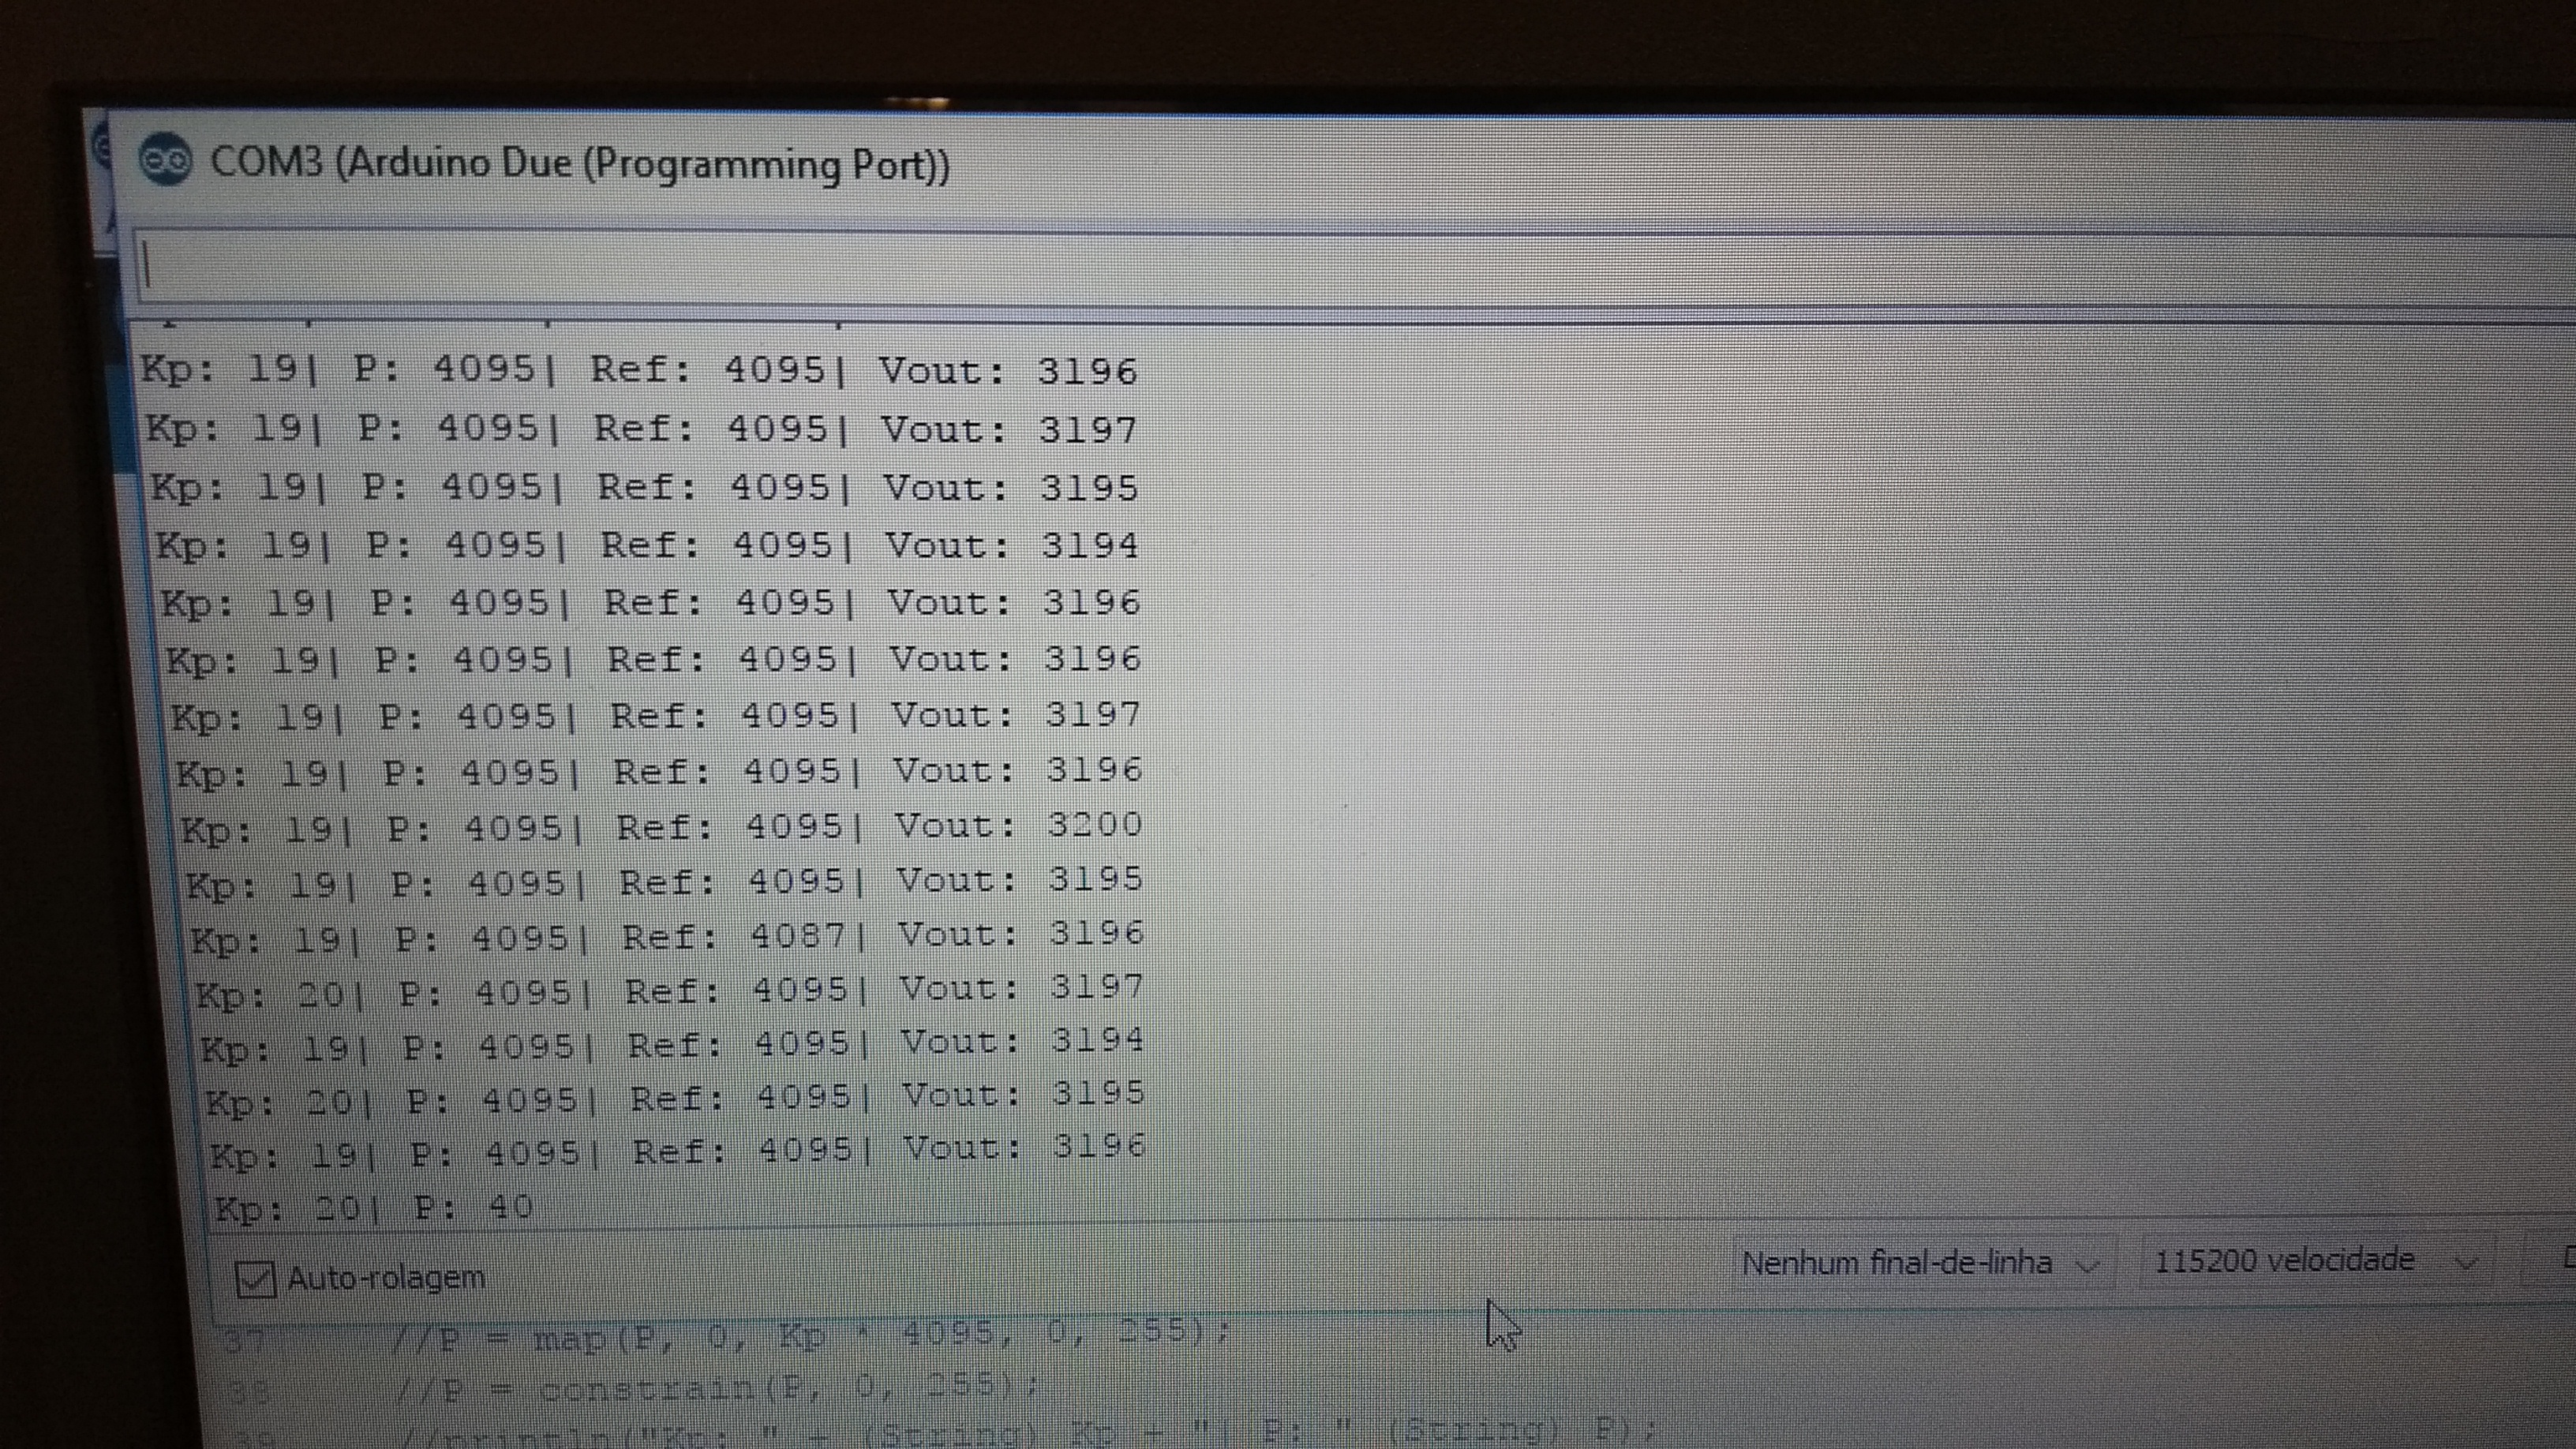 COM3 (Arduino Due (Programming Port))
Kp: 19| P: 4095| Ref: 4095| Vout: 3196
Kp: 19| P: 4095| Ref: 4095| Vout: 3197
Kp: 19| P: 4095| Ref: 4095| Vout: 3195
Kp: 19| P: 4095| Ref: 4095| Vout: 3194
Kp: 19| P: 4095| Ref: 4095| Vout: 3196
Kp: 19| P: 4095| Ref: 4095| Vout: 3196
Kp: 19| P: 4095| Ref: 4095| Vout: 3197
Kp: 19| P: 4095| Ref: 4095| Vout: 3196
Kp: 19| P: 4095| Ref: 4095| Vout: 3200
Kp: 19| P: 4095| Ref: 4095| Vout: 3195
Kp: 19| P: 4095| Ref: 4087| Vout: 3196
Kp: 20| P: 4095| Ref: 4095| Vout: 3197
Kp: 19| P: 4095| Ref: 4095| Vout: 3194
Kp: 20| P: 4095| Ref: 4095| Vout: 3195
Kp: 19| P: 4095| Ref: 4095| Vout: 3196
Kp: 20| P: 40
Auto-rolagem Nenhum final-de-linha 115200 velocidade
37 //P = map(P, 0, Kp * 4095, 0, 255);
38 //P = constrain(P, 0, 255);
39 //println("Kp: " + (String) Kp + "| P: " (String) P);